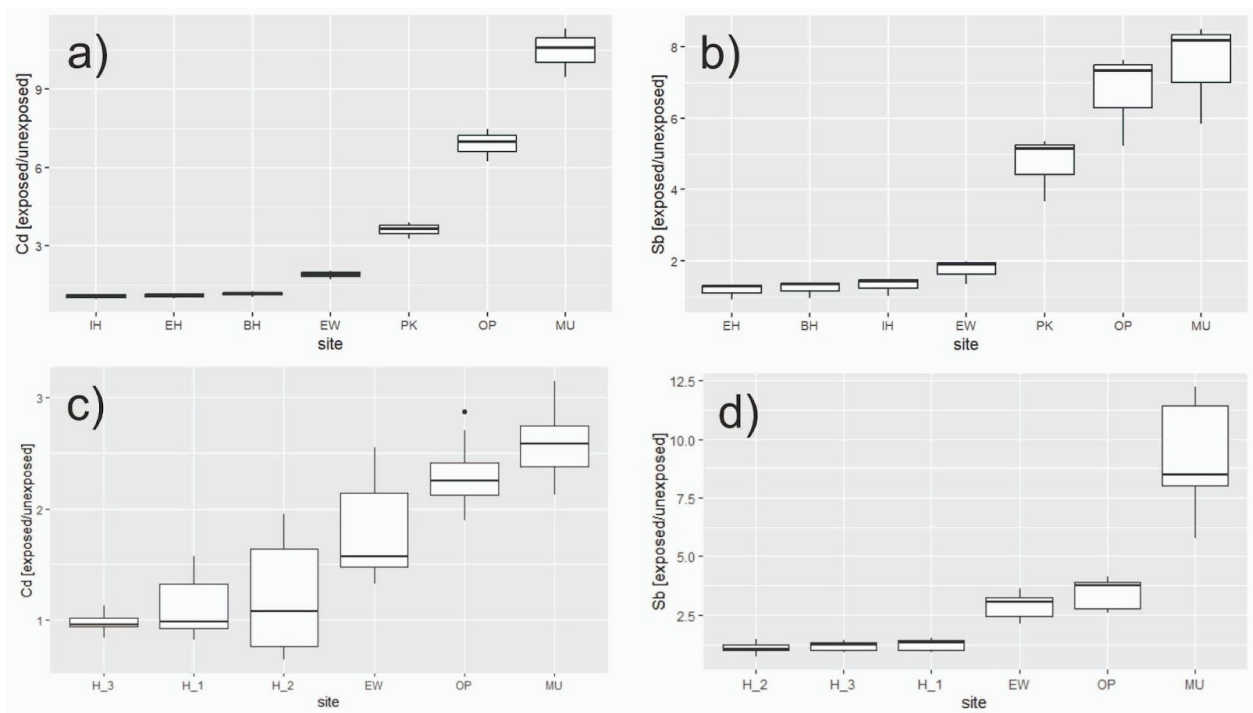 a)
Cd [exposed/unexposed]
9
6
3
IH EH BH EW PK OP MU
site
b)
Sb [exposed/unexposed]
8
6
4
2
EH BH IH EW PK OP MU
site
c)
Cd [exposed/unexposed]
3
2
1
H_3 H_1 H_2 EW OP MU
site
d)
Sb [exposed/unexposed]
12.5
10.0
7.5
5.0
2.5
H_2 H_3 H_1 EW OP MU
site